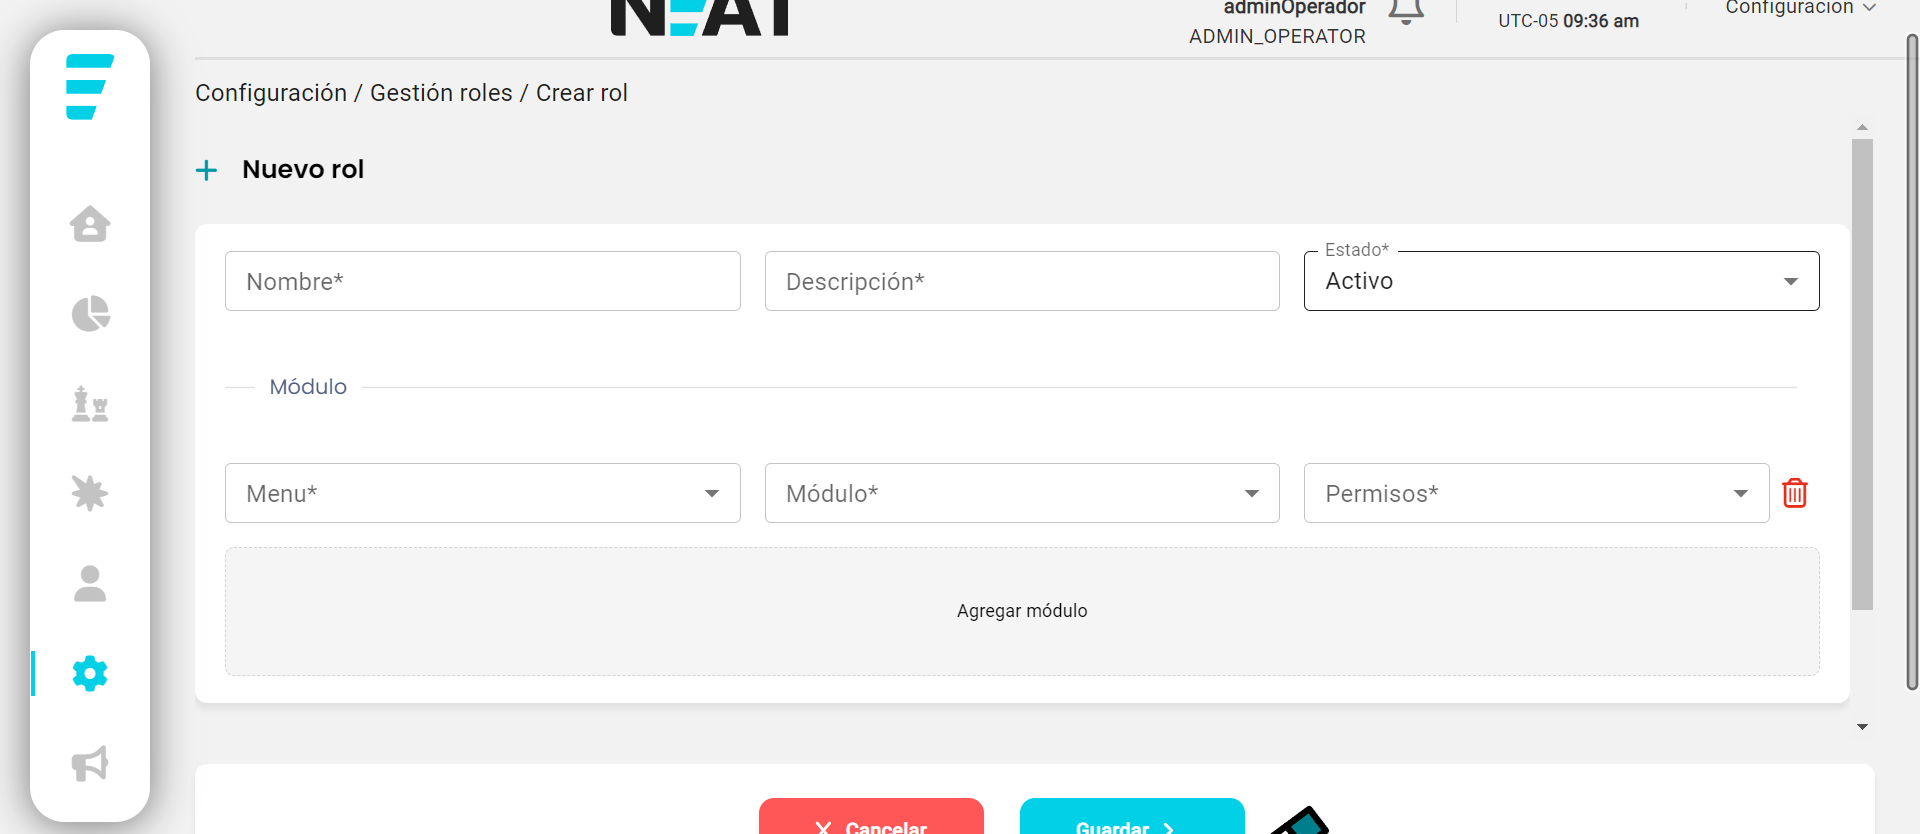 NEAT
adminOperador
ADMIN_OPERATOR
UTC-05 09:36 am
Configuración
Configuración / Gestión roles / Crear rol
Nuevo rol
Nombre*
Descripción*
Estado*
Activo
Módulo
Menu*
Módulo*
Permisos*
Agregar módulo
Cancelar
Guardar